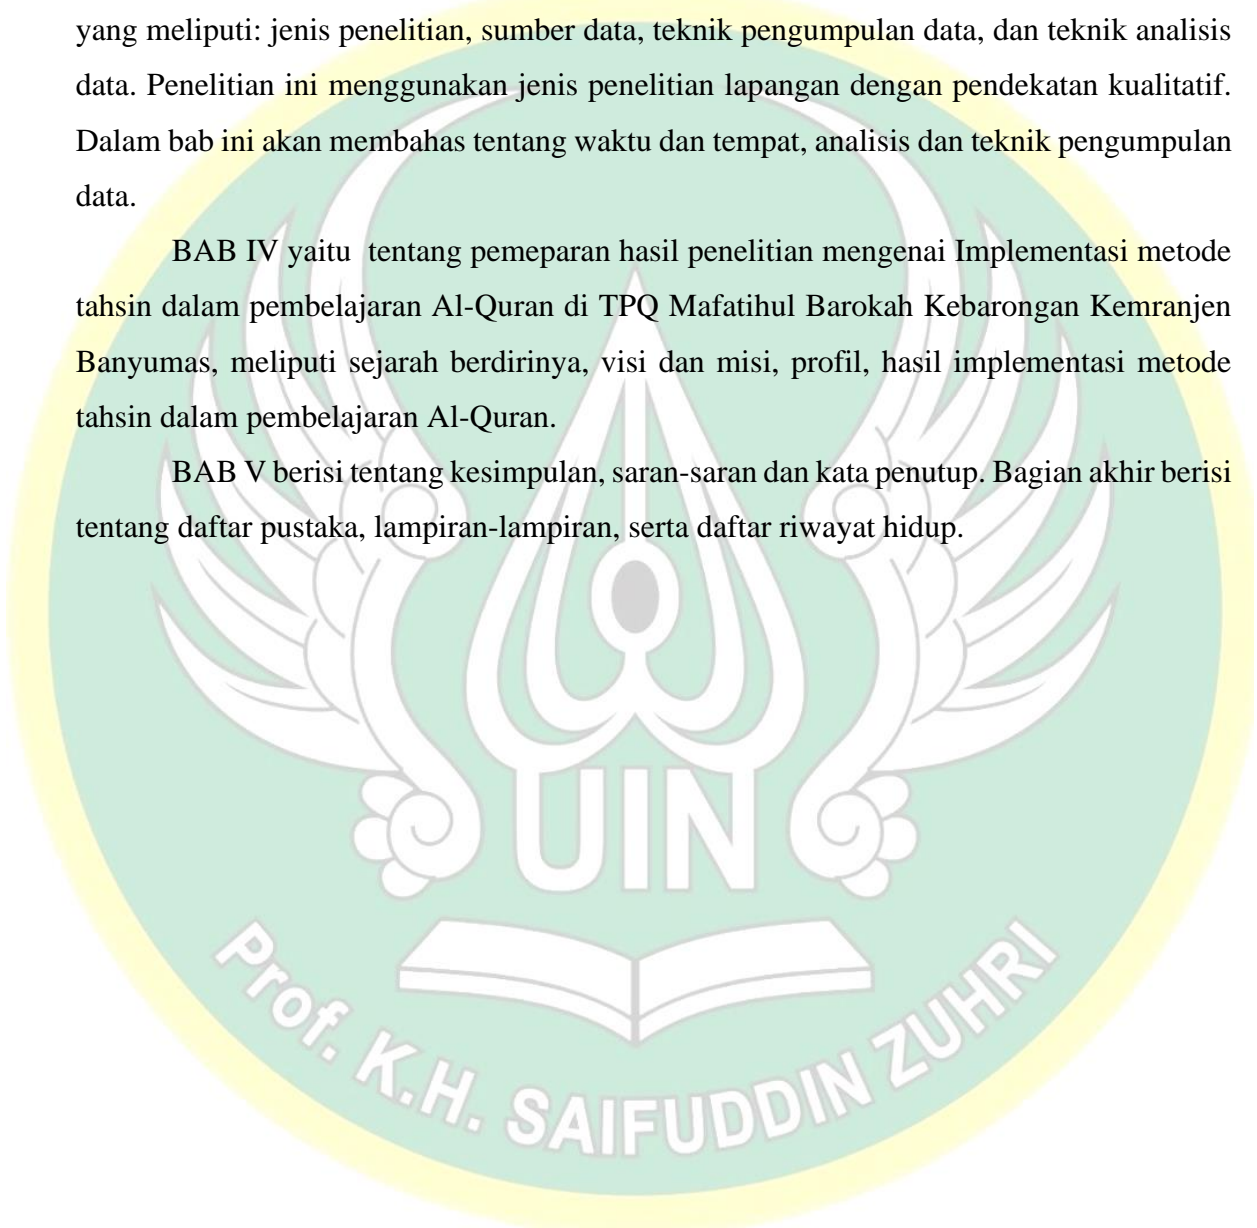 yang meliputi: jenis penelitian, sumber data, teknik pengumpulan data, dan teknik analisis
data. Penelitian ini menggunakan jenis penelitian lapangan dengan pendekatan kualitatif.
Dalam bab ini akan membahas tentang waktu dan tempat, analisis dan teknik pengumpulan
data.
BAB IV yaitu tentang pemeparan hasil penelitian mengenai Implementasi metode
tahsin dalam pembelajaran Al-Quran di TPQ Mafatihul Barokah Kebarongan Kemranjen
Banyumas, meliputi sejarah berdirinya, visi dan misi, profil, hasil implementasi metode
tahsin dalam pembelajaran Al-Quran.
BAB V berisi tentang kesimpulan, saran-saran dan kata penutup. Bagian akhir berisi
tentang daftar pustaka, lampiran-lampiran, serta daftar riwayat hidup.
UIN
Prof. K.H. SAIFUDDIN ZUHRI